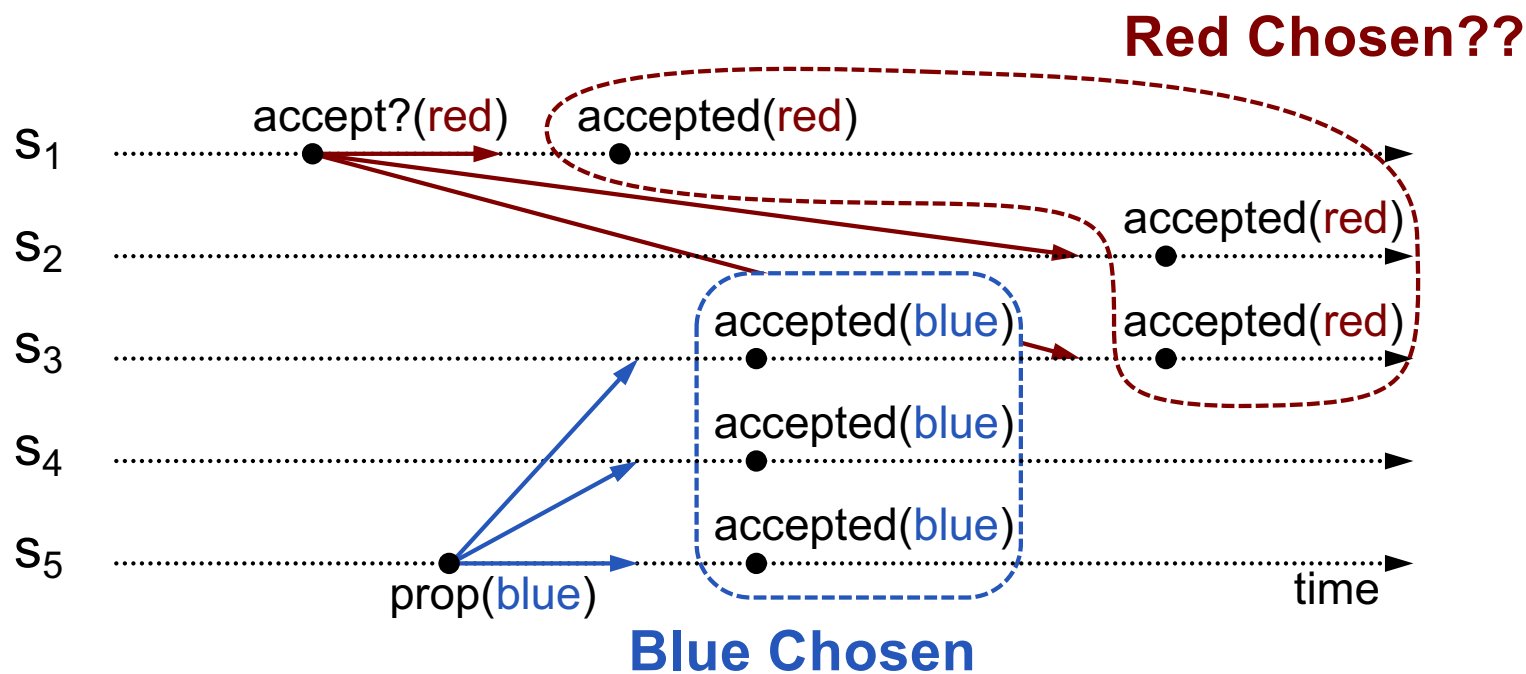 Red Chosen??
accept?(red) accepted(red)
S1
accepted(red)
S2
accepted(blue) accepted(red)
S3
accepted(blue)
S4
accepted(blue)
S5
prop(blue) time
Blue Chosen